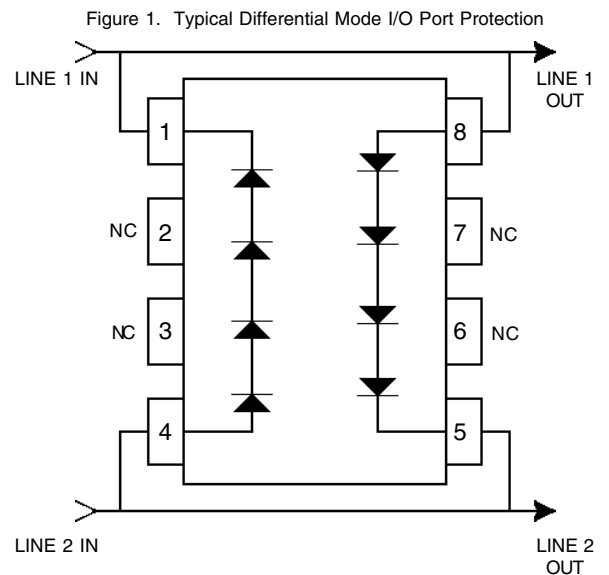 Figure 1. Typical Differential Mode I/O Port Protection
LINE 1 IN
LINE 1
OUT
1
8
NC
2
7
NC
NC
3
6
NC
4
5
LINE 2 IN
LINE 2
OUT